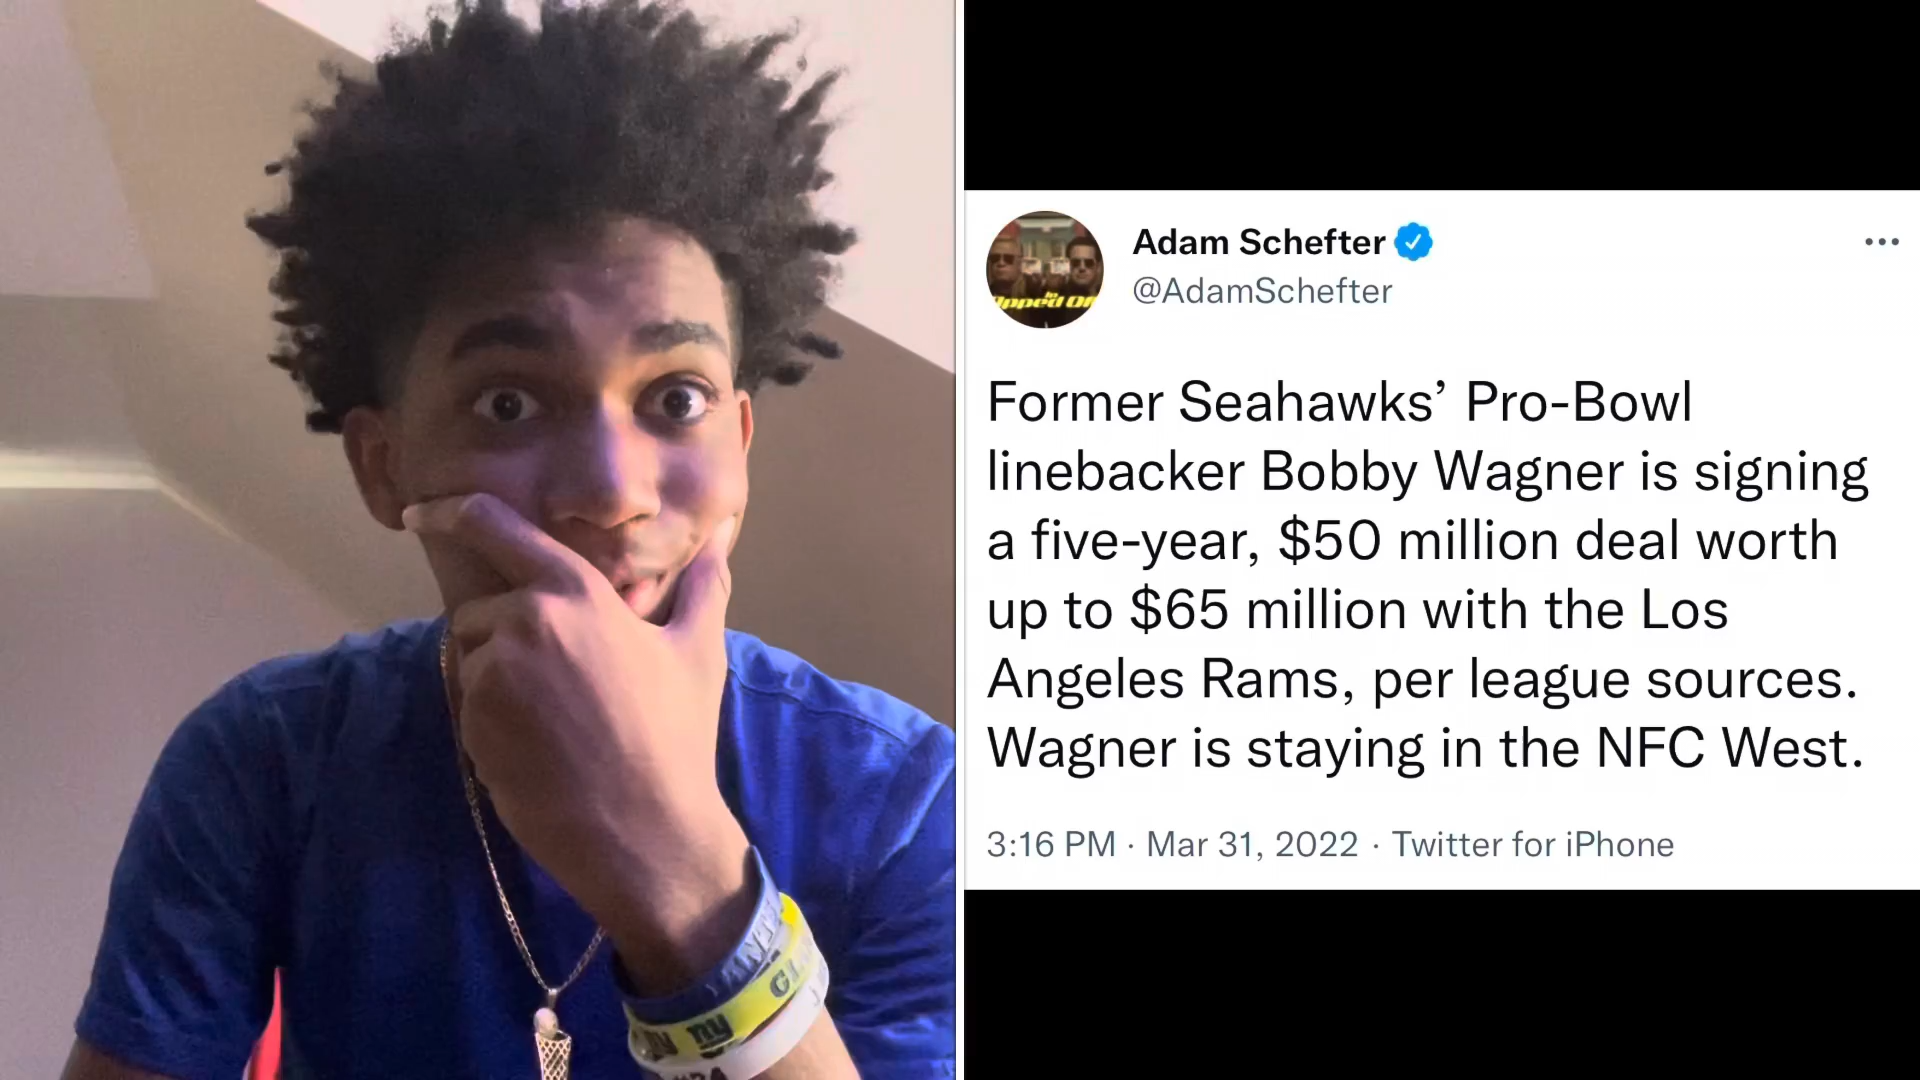 Adam Schefter
@AdamSchefter
Former Seahawks’ Pro-Bowl
linebacker Bobby Wagner is signing
a five-year, $50 million deal worth
up to $65 million with the Los
Angeles Rams, per league sources.
Wagner is staying in the NFC West.
3:16 PM · Mar 31, 2022 · Twitter for iPhone
ny